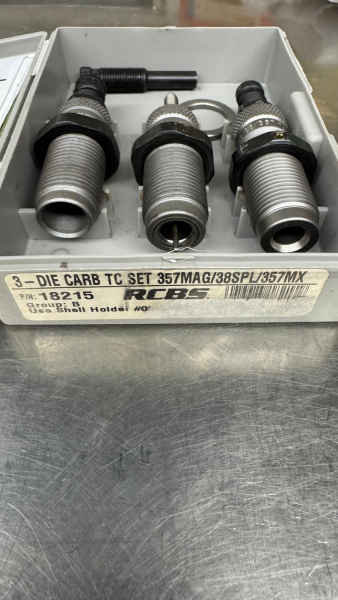 3-DIE CARB TC SET 357MAG/38SPL/357MX
P/N: 18215 RCBS
Group: B
Use Shell Holder